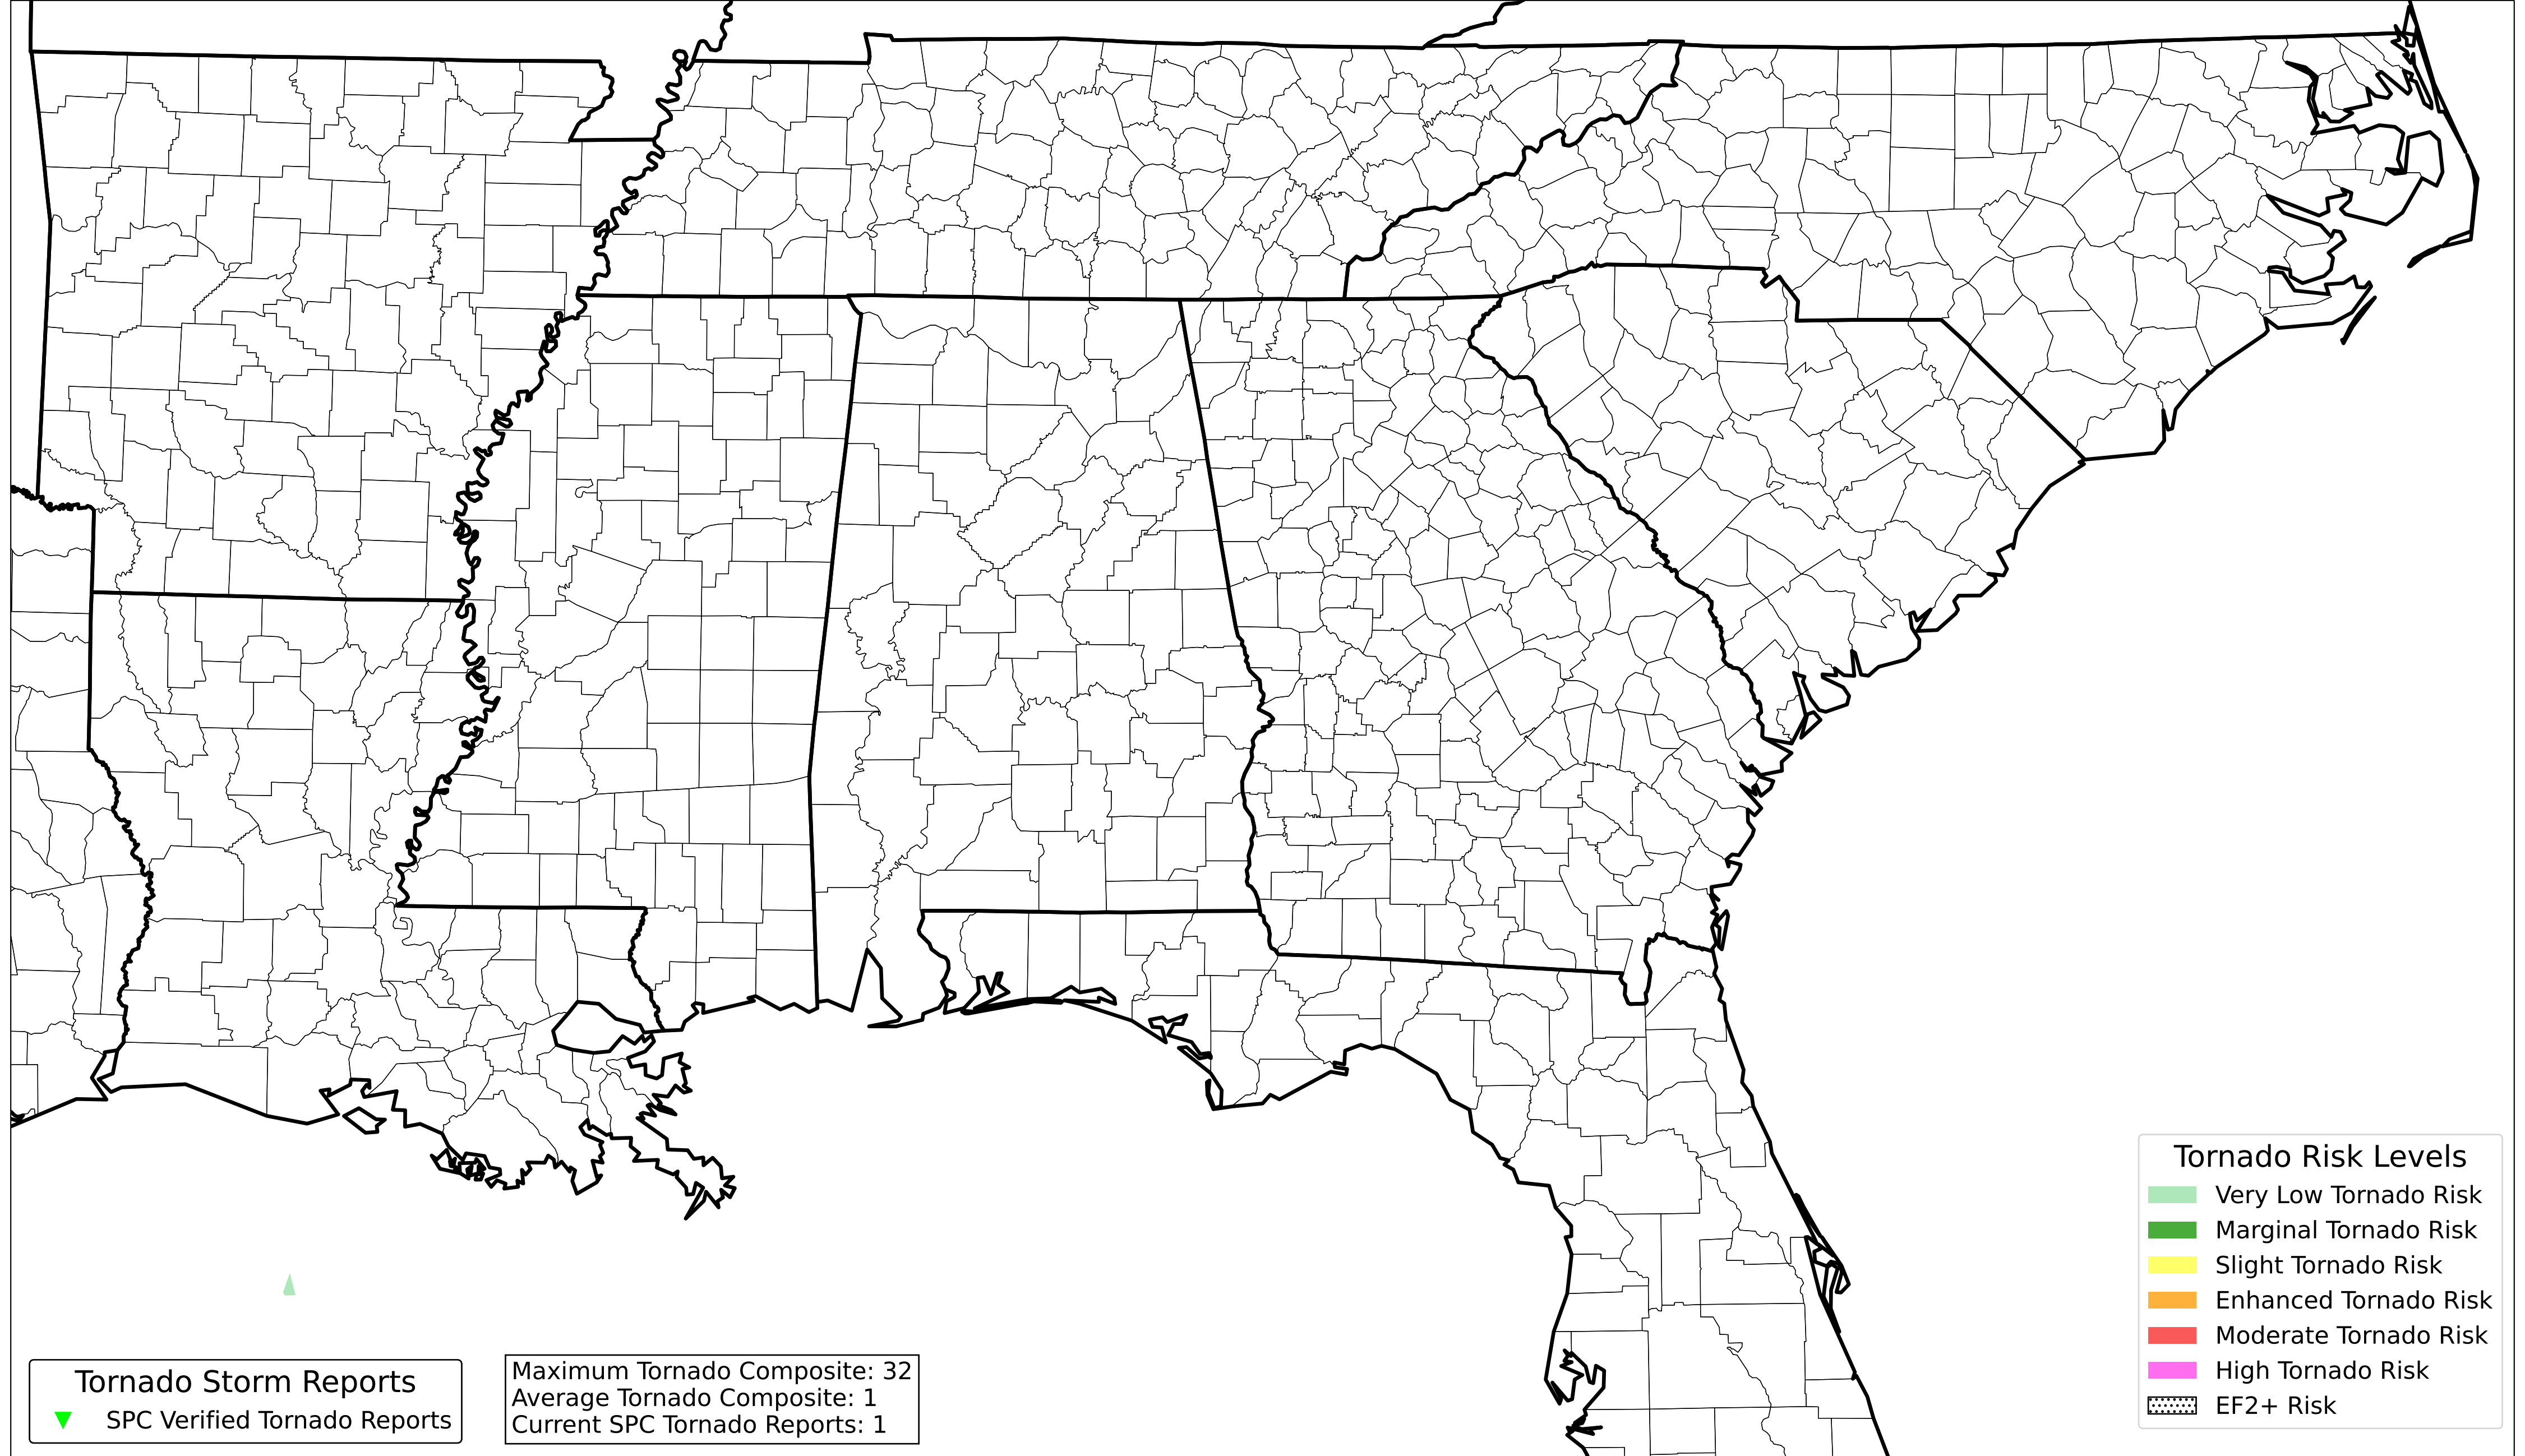 Tornado Risk Levels
Very Low Tornado Risk
Marginal Tornado Risk
Slight Tornado Risk
Enhanced Tornado Risk
Moderate Tornado Risk
High Tornado Risk
EF2+ Risk
Tornado Storm Reports
SPC Verified Tornado Reports
Maximum Tornado Composite: 32
Average Tornado Composite: 1
Current SPC Tornado Reports: 1